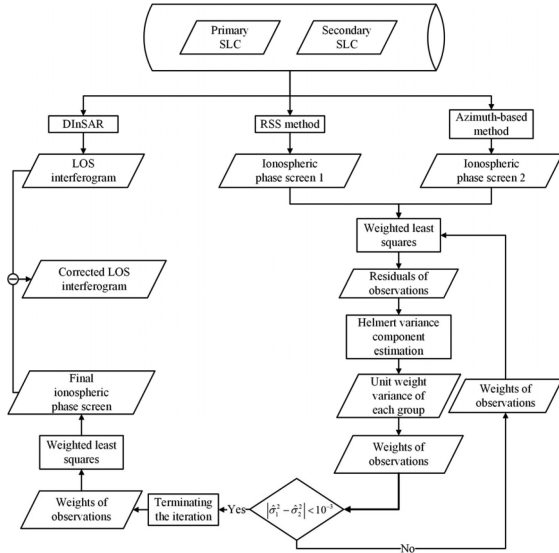 Primary
SLC
Secondary
SLC
DInSAR
RSS method
Azimuth-based
method
LOS
interferogram
Ionospheric
phase screen 1
Ionospheric
phase screen 2
Weighted least
squares
Corrected LOS
interferogram
Residuals of
observations
Helmert variance
component
estimation
Final
ionospheric
phase screen
Unit weight
variance of
each group
Weights of
observations
Weighted least
squares
Weights of
observations
Weights of
observations
Terminating
the iteration
Yes
|σ̂₁² − σ̂₂²| < 10⁻³
No